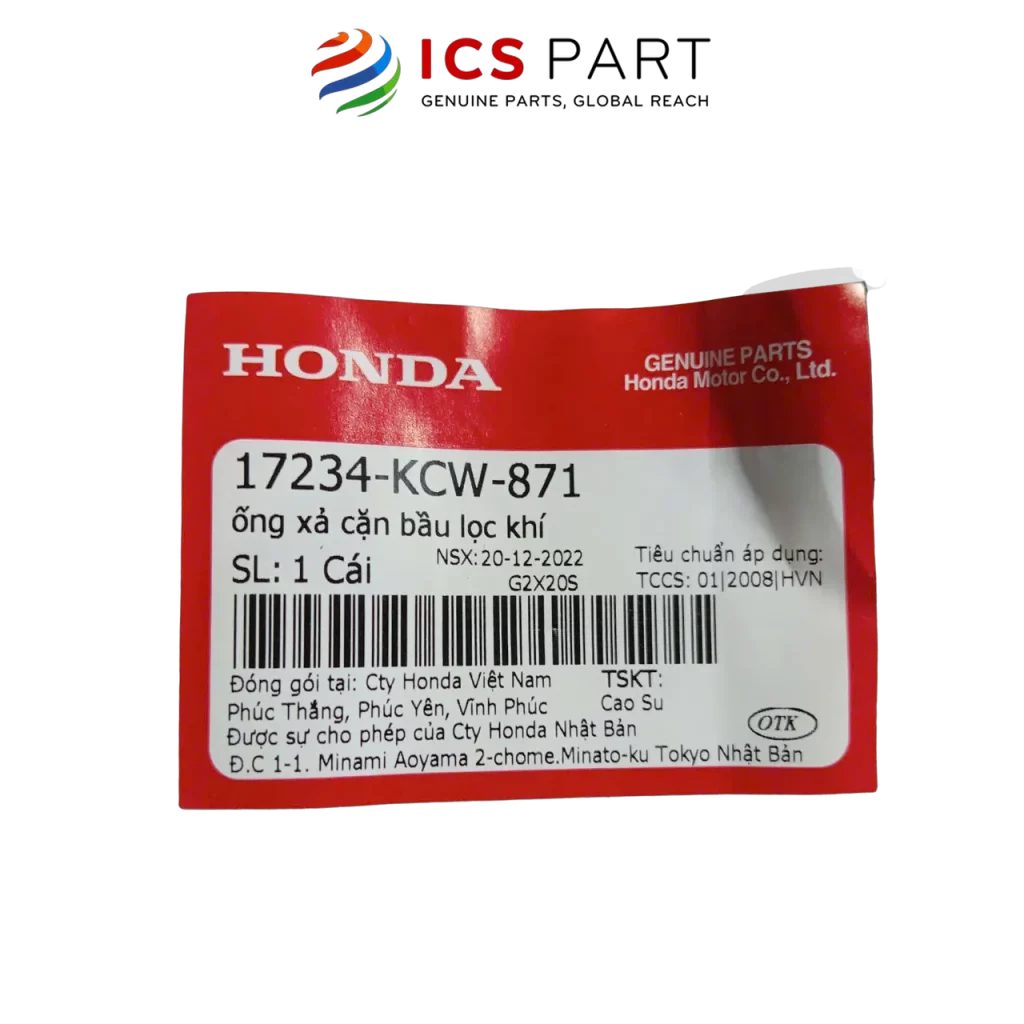 ICS PART
GENUINE PARTS, GLOBAL REACH
HONDA
GENUINE PARTS
Honda Motor Co., Ltd.
17234-KCW-871
ống xả cặn bầu lọc khí
SL: 1 Cái
NSX: 20-12-2022
G2X20S
Tiêu chuẩn áp dụng:
TCCS: 01|2008|HVN
Đóng gói tại: Cty Honda Việt Nam
Phúc Thắng, Phúc Yên, Vĩnh Phúc
TSKT:
Cao Su
Được sự cho phép của Cty Honda Nhật Bản
Đ.C 1-1. Minami Aoyama 2-chome.Minato-ku Tokyo Nhật Bản
OTK